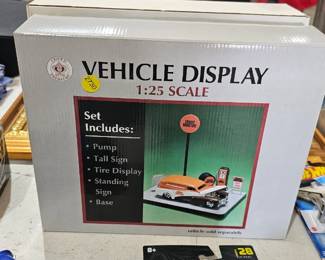 VEHICLE DISPLAY
1:25 SCALE
Set
Includes:
• Pump
• Tall Sign
• Tire Display
• Standing
Sign
• Base
vehicle sold separately
8+